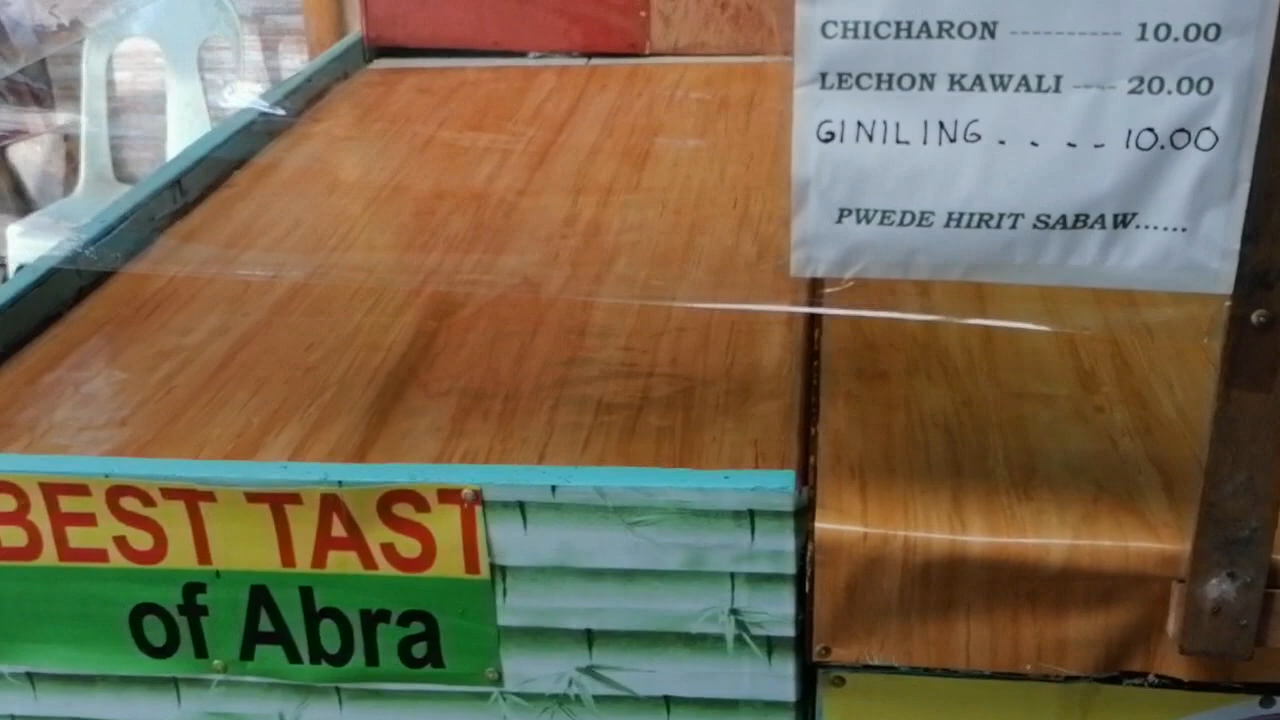 CHICHARON ---------- 10.00
LECHON KAWALI ---- 20.00
GINILING . . . . 10.00
PWEDE HIRIT SABAW......
BEST TAST
of Abra